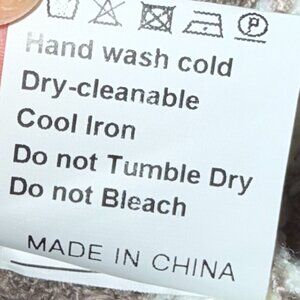 P
Hand wash cold
Dry-cleanable
Cool Iron
Do not Tumble Dry
Do not Bleach
MADE IN CHINA